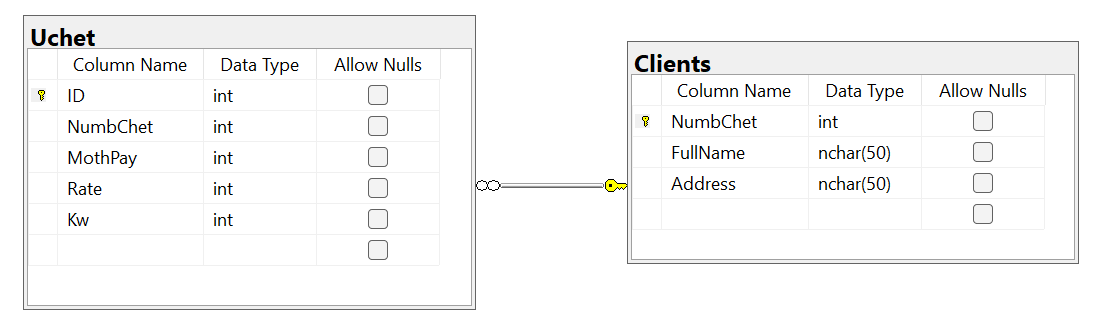 Uchet
Column Name Data Type Allow Nulls
ID int
NumbChet int
MothPay int
Rate int
Kw int
Clients
Column Name Data Type Allow Nulls
NumbChet int
FullName nchar(50)
Address nchar(50)